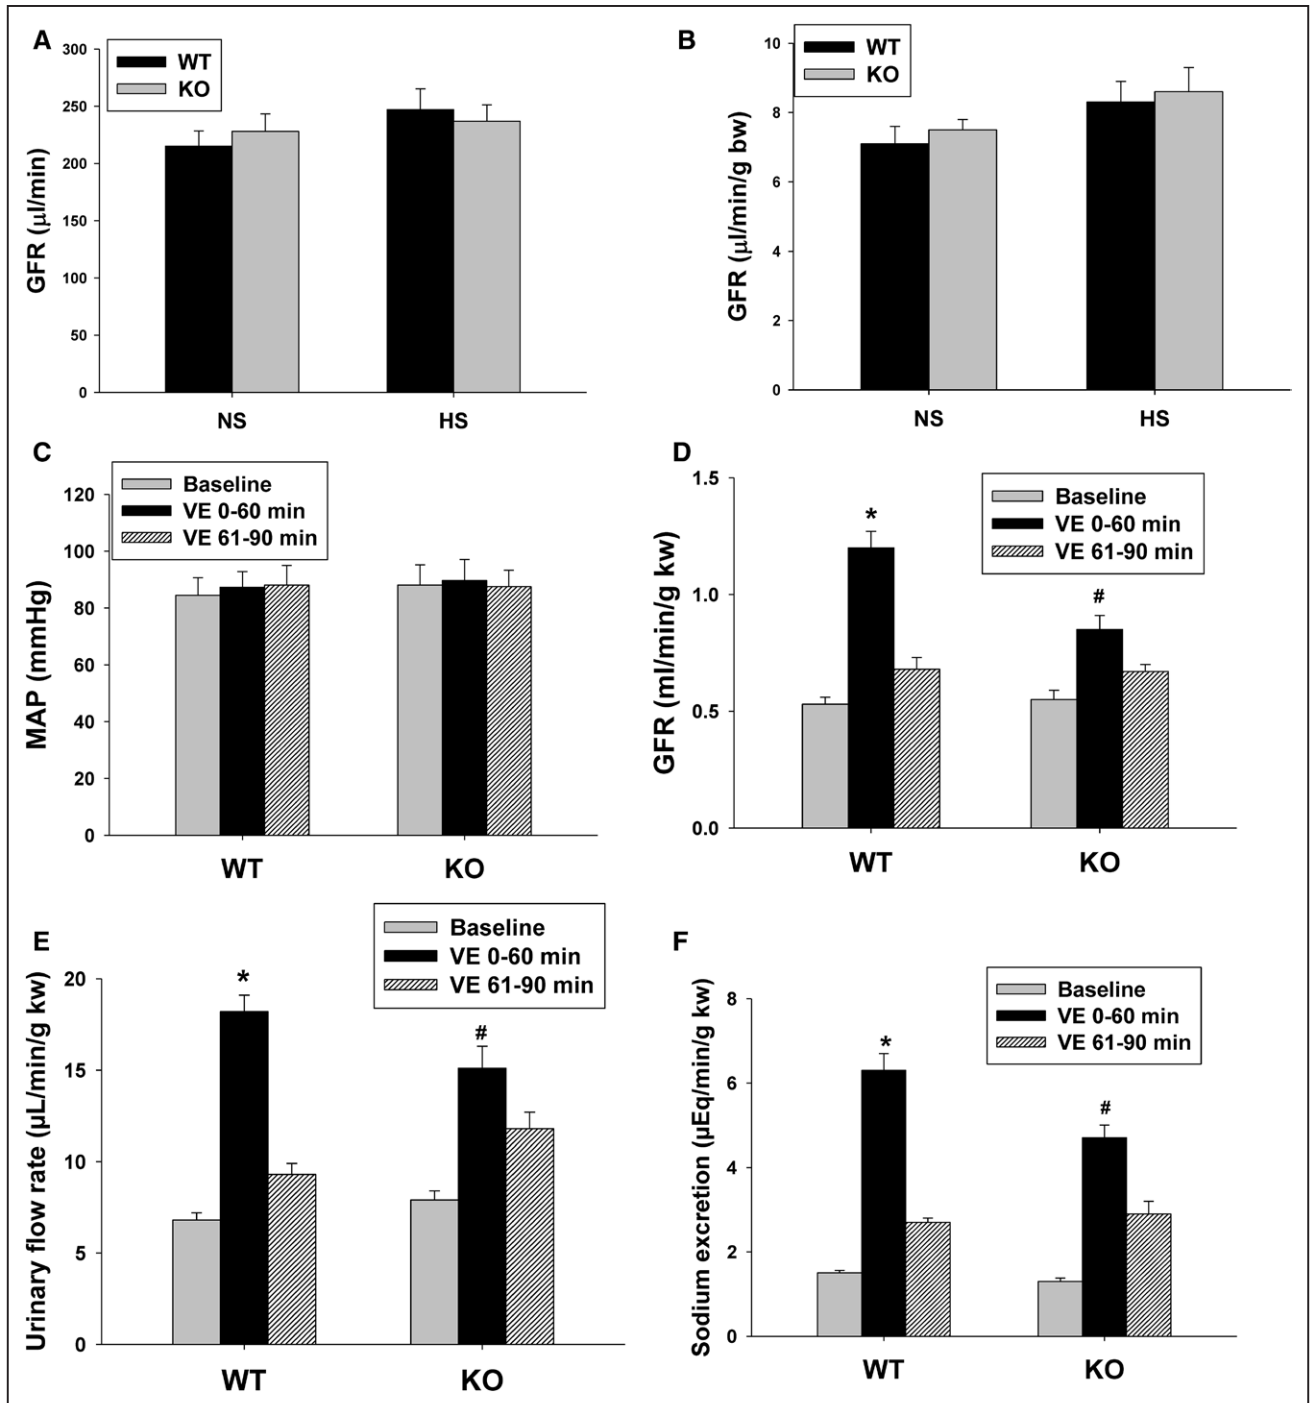 A
300
250
200
150
100
50
0
GFR (μl/min)
WT
KO
NS
HS
B
10
8
6
4
2
0
GFR (μl/min/g bw)
WT
KO
NS
HS
C
120
100
80
60
40
20
0
MAP (mmHg)
Baseline
VE 0-60 min
VE 61-90 min
WT
KO
D
1.5
1.0
0.5
0.0
GFR (ml/min/g kw)
Baseline
VE 0-60 min
VE 61-90 min
*
#
WT
KO
E
20
15
10
5
0
Urinary flow rate (μL/min/g kw)
Baseline
VE 0-60 min
VE 61-90 min
*
#
WT
KO
F
8
6
4
2
0
Sodium excretion (μEq/min/g kw)
Baseline
VE 0-60 min
VE 61-90 min
*
#
WT
KO